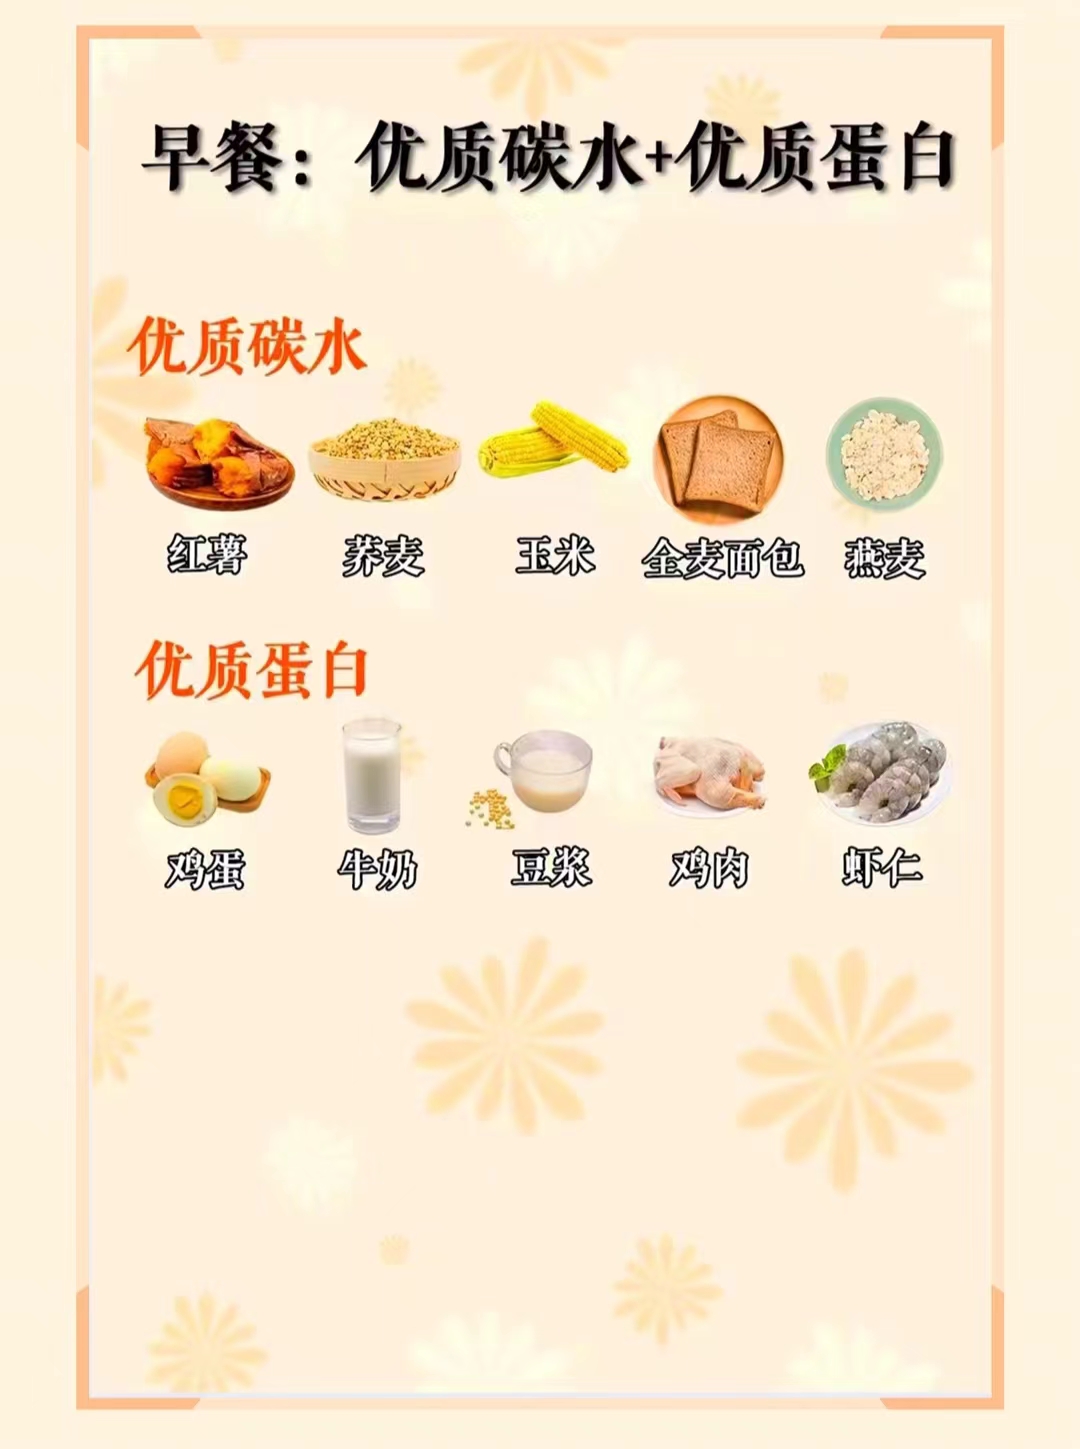 早餐：优质碳水+优质蛋白
优质碳水
红薯 荞麦 玉米 全麦面包 燕麦
优质蛋白
鸡蛋 牛奶 豆浆 鸡肉 虾仁